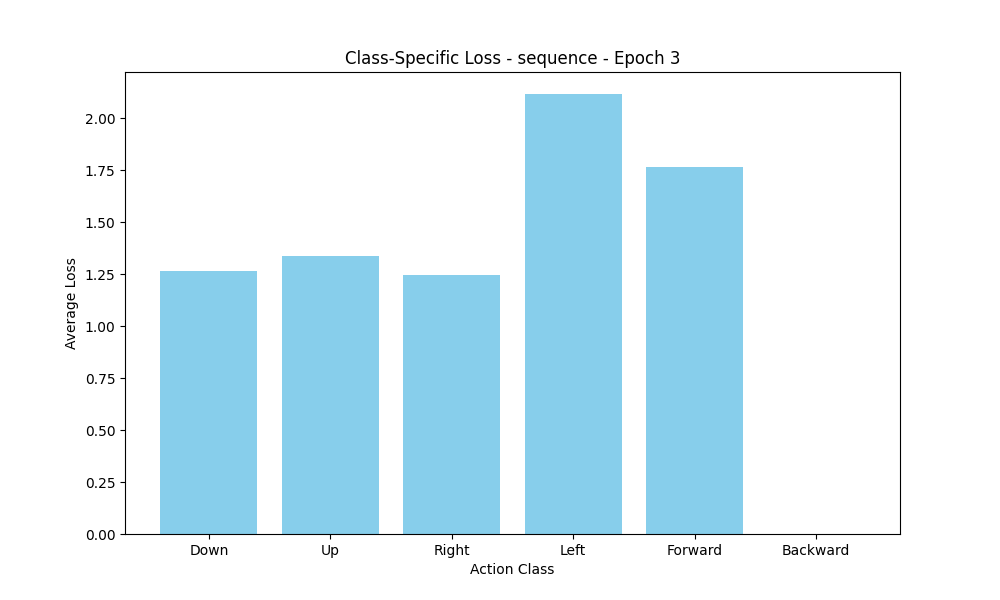 Class-Specific Loss - sequence - Epoch 3
Average Loss
2.00
1.75
1.50
1.25
1.00
0.75
0.50
0.25
0.00
Down Up Right Left Forward Backward
Action Class